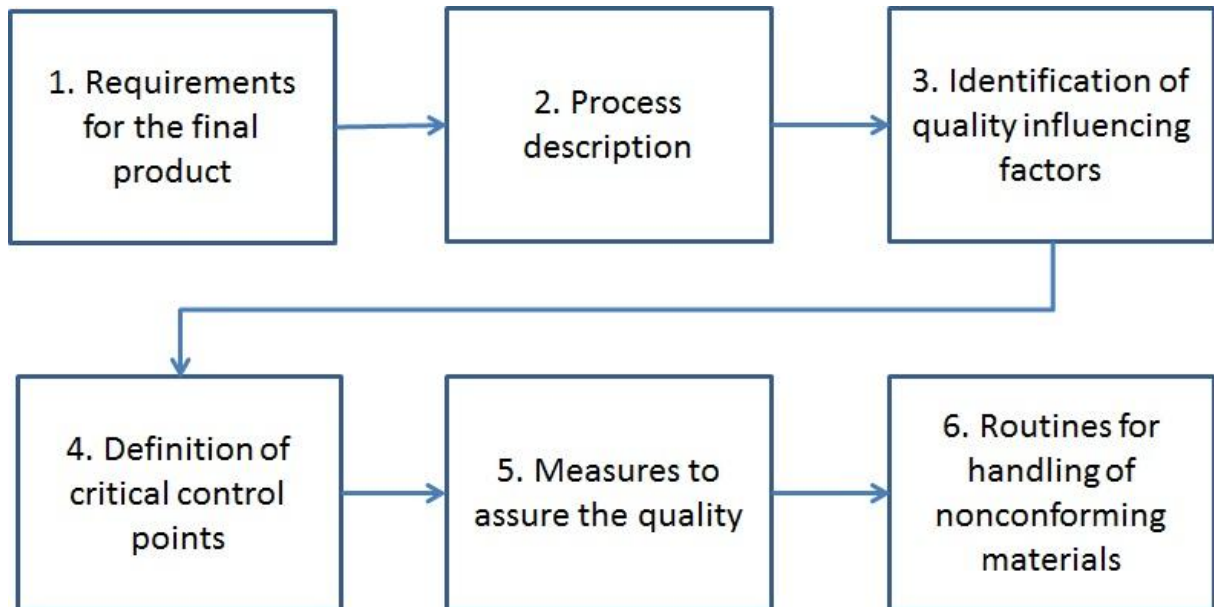 1. Requirements
for the final
product
2. Process
description
3. Identification of
quality influencing
factors
4. Definition of
critical control
points
5. Measures to
assure the quality
6. Routines for
handling of
nonconforming
materials